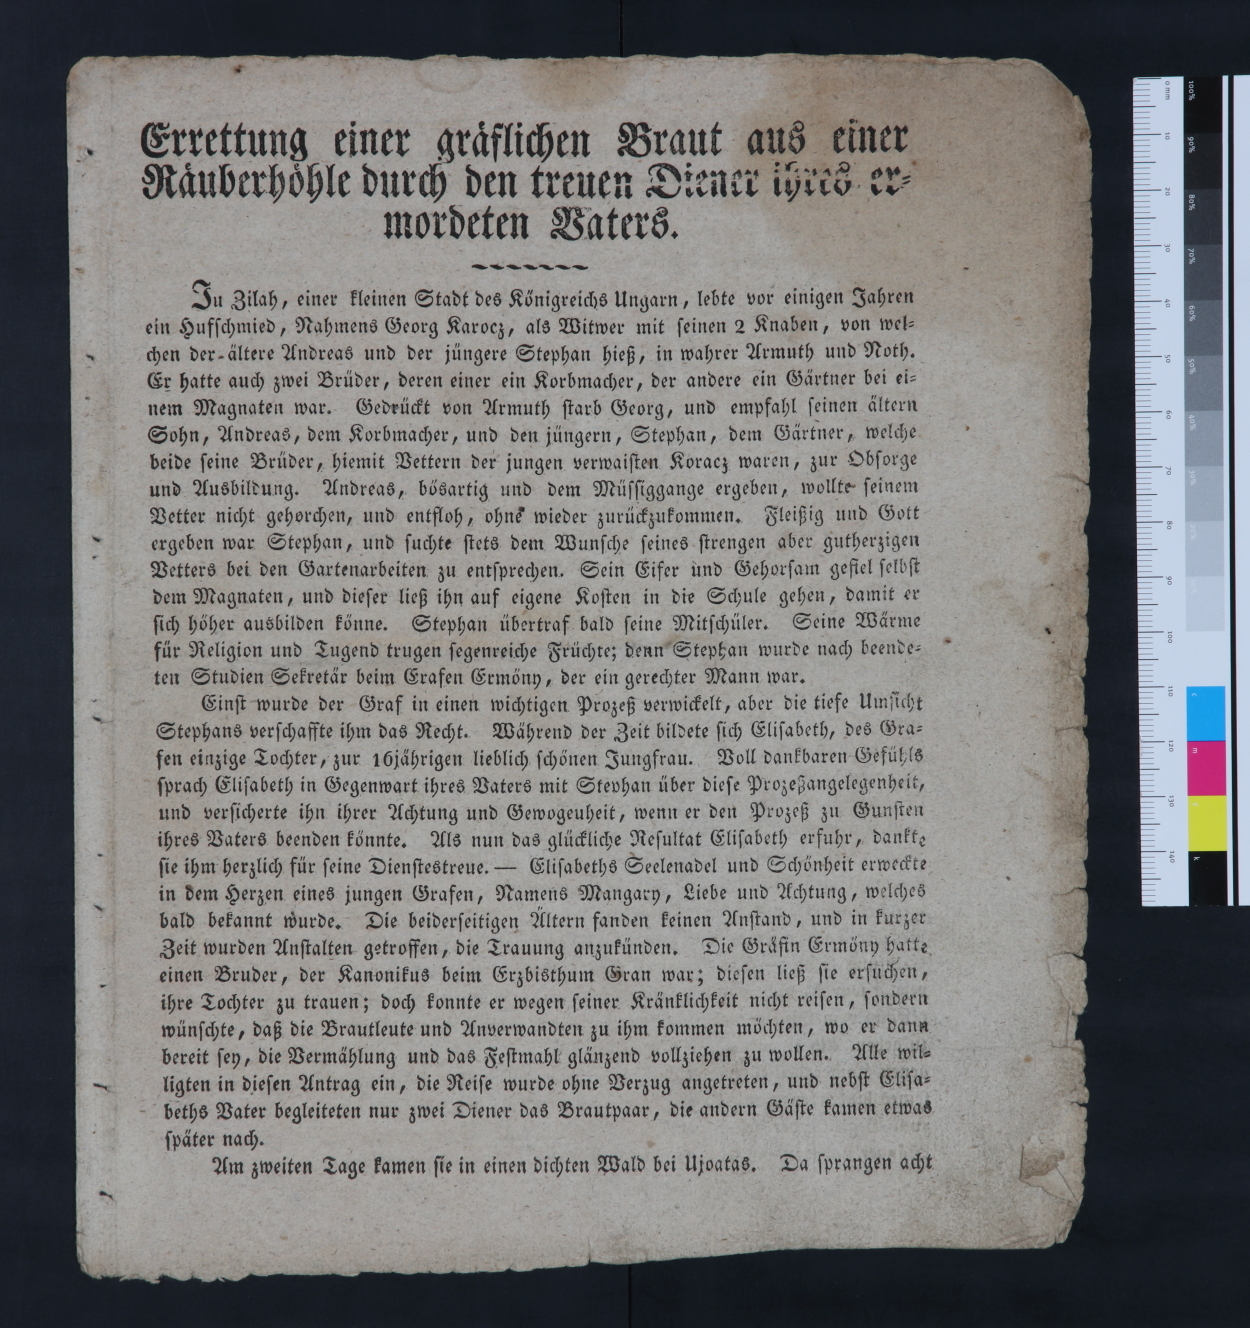 Errettung einer gräflichen Braut aus einer
Räuberhöhle durch den treuen Diener ihres er-
mordeten Vaters.
In Zilah, einer kleinen Stadt des Königreichs Ungarn, lebte vor einigen Jahren
ein Hufschmied, Nahmens Georg Karocz, als Witwer mit seinen 2 Knaben, von wel-
chen der ältere Andreas und der jüngere Stephan hieß, in wahrer Armuth und Noth.
Er hatte auch zwei Brüder, deren einer ein Korbmacher, der andere ein Gärtner bei ei-
nem Magnaten war. Gedrückt von Armuth starb Georg, und empfahl seinen ältern
Sohn, Andreas, dem Korbmacher, und den jüngern, Stephan, dem Gärtner, welche
beide seine Brüder, hiemit Vettern der jungen verwaisten Koracz waren, zur Obsorge
und Ausbildung. Andreas, bösartig und dem Müssiggange ergeben, wollte seinem
Vetter nicht gehorchen, und entfloh, ohne wieder zurückzukommen. Fleißig und Gott
ergeben war Stephan, und suchte stets dem Wunsche seines strengen aber gutherzigen
Vetters bei den Gartenarbeiten zu entsprechen. Sein Eifer und Gehorsam gefiel selbst
dem Magnaten, und dieser ließ ihn auf eigene Kosten in die Schule gehen, damit er
sich höher ausbilden könne. Stephan übertraf bald seine Mitschüler. Seine Wärme
für Religion und Tugend trugen segenreiche Früchte; denn Stephan wurde nach beende-
ten Studien Sekretär beim Erafen Ermöny, der ein gerechter Mann war.
Einst wurde der Graf in einen wichtigen Prozeß verwickelt, aber die tiefe Umsicht
Stephans verschaffte ihm das Recht. Während der Zeit bildete sich Elisabeth, des Gra-
fen einzige Tochter, zur 16jährigen lieblich schönen Jungfrau. Voll dankbaren Gefühls
sprach Elisabeth in Gegenwart ihres Vaters mit Stephan über diese Prozeßangelegenheit,
und versicherte ihn ihrer Achtung und Gewogeuheit, wenn er den Prozeß zu Gunsten
ihres Vaters beenden könnte. Als nun das glückliche Resultat Elisabeth erfuhr, dankte
sie ihm herzlich für seine Dienstestreue. — Elisabeths Seelenadel und Schönheit erweckte
in dem Herzen eines jungen Grafen, Namens Mangary, Liebe und Achtung, welches
bald bekannt wurde. Die beiderseitigen Ältern fanden keinen Anstand, und in kurzer
Zeit wurden Anstalten getroffen, die Trauung anzukünden. Die Gräfin Ermöny hatte
einen Bruder, der Kanonikus beim Erzbisthum Gran war; diesen ließ sie ersuchen,
ihre Tochter zu trauen; doch konnte er wegen seiner Kränklichkeit nicht reisen, sondern
wünschte, daß die Brautleute und Anverwandten zu ihm kommen möchten, wo er dann
bereit sey, die Vermählung und das Festmahl glänzend vollziehen zu wollen. Alle wil-
ligten in diesen Antrag ein, die Reise wurde ohne Verzug angetreten, und nebst Elisa-
beths Vater begleiteten nur zwei Diener das Brautpaar, die andern Gäste kamen etwas
später nach.
Am zweiten Tage kamen sie in einen dichten Wald bei Ujoatas. Da sprangen acht